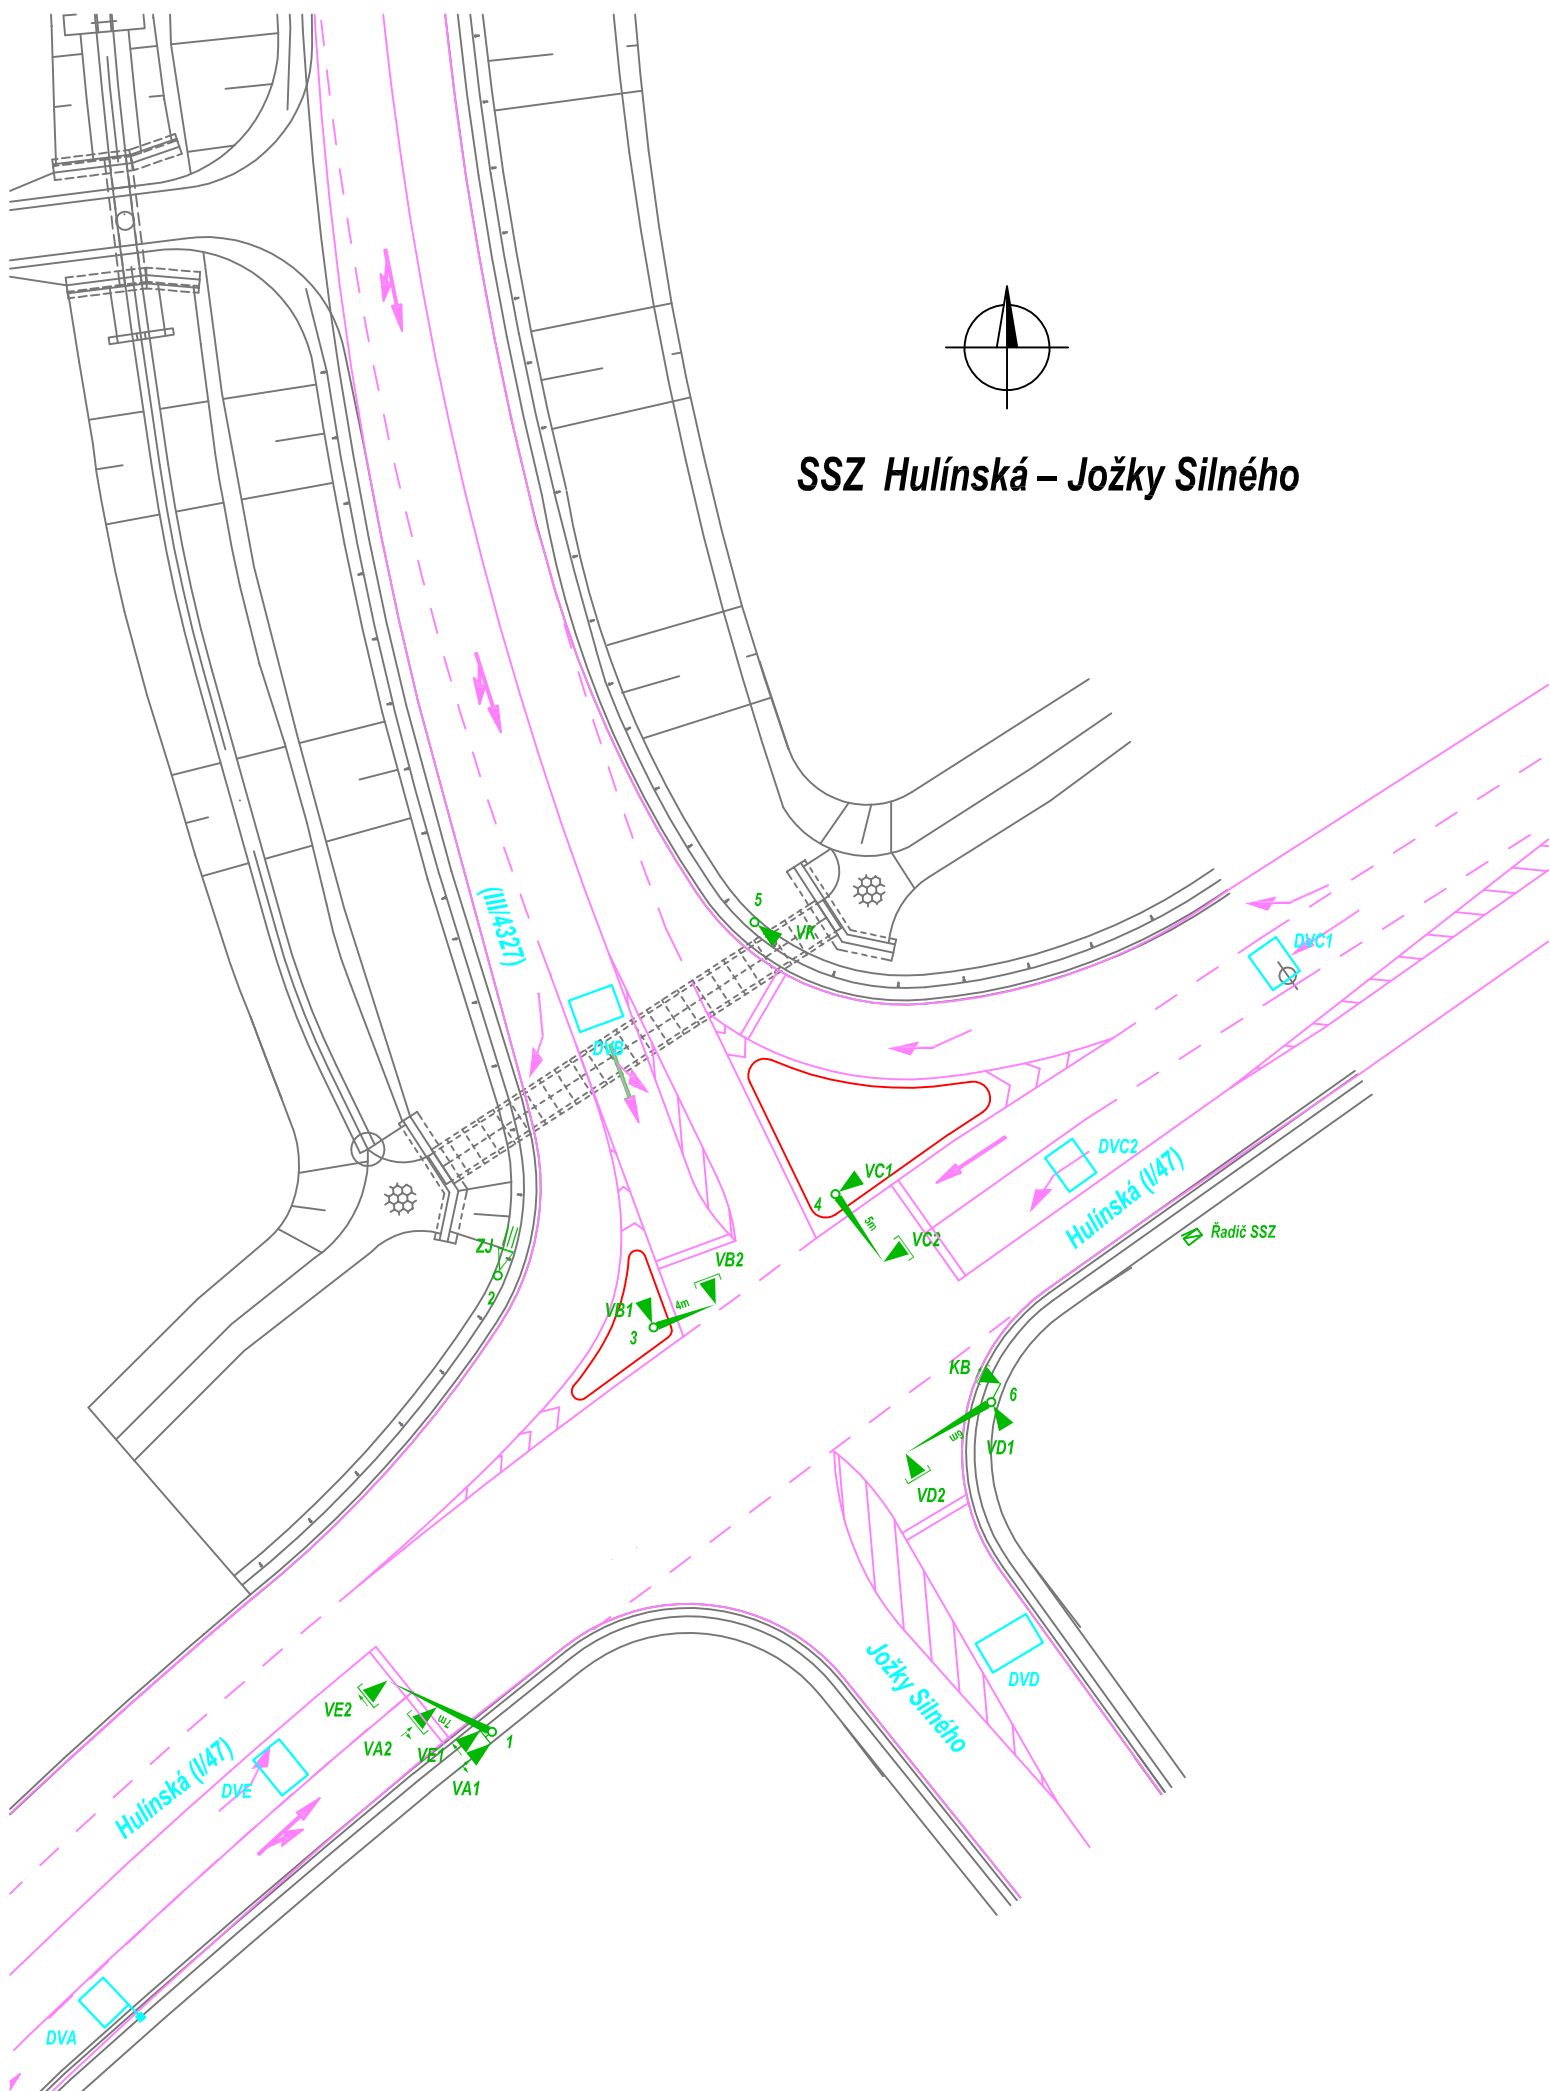 SSZ Hulínská – Jožky Silného
5
VK
(III/4327)
DVC1
DVB
DVC2
VC1
4
5m
VC2
Hulínská (I/47)
Řadič SSZ
ZJ
2
VB2
VB1
4m
3
KB
6
VD1
6m
VD2
Jožky Silného
DVD
VE2
VA2
7m
VE1
1
VA1
Hulínská (I/47)
DVE
DVA